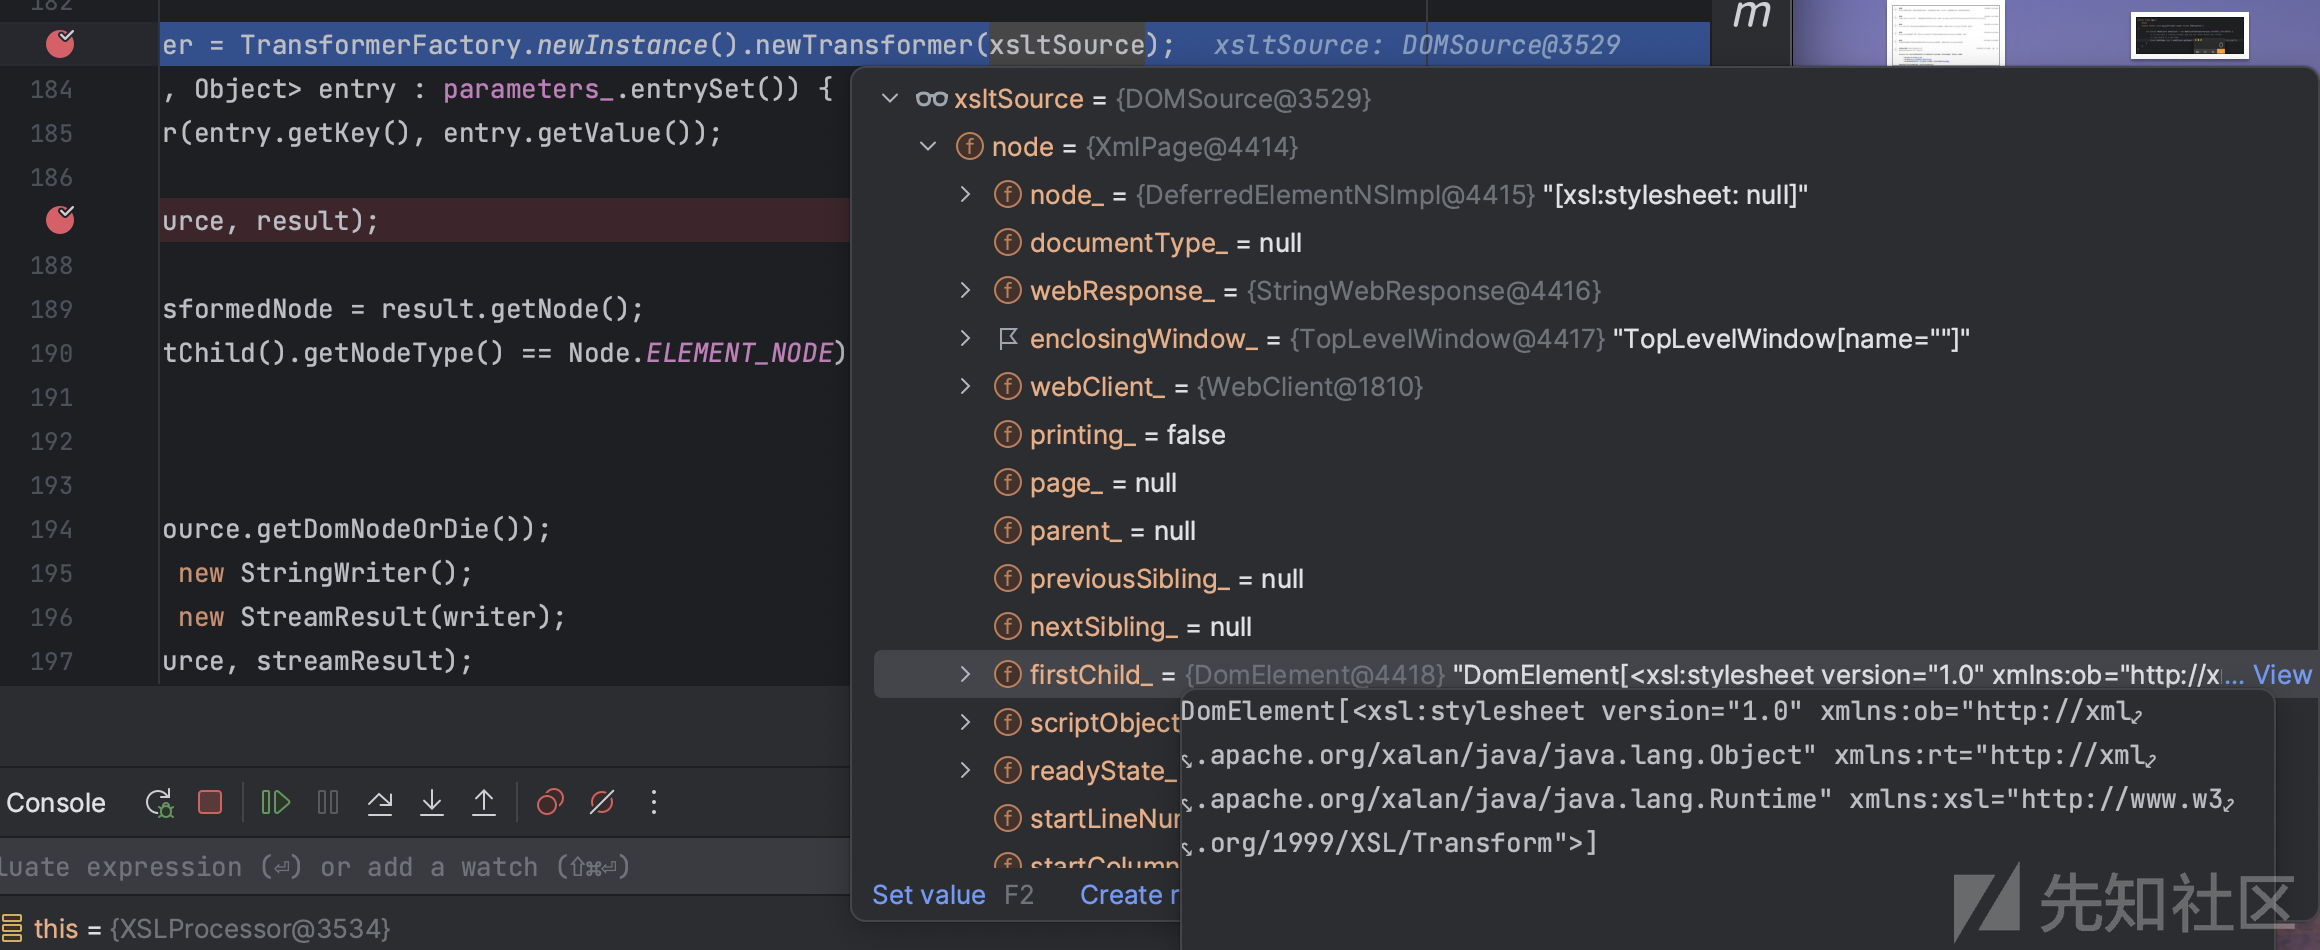 182
er = TransformerFactory.newInstance().newTransformer(xsltSource);   xsltSource: DOMSource@3529
m
184 , Object> entry : parameters_.entrySet()) {
185 r(entry.getKey(), entry.getValue());
186
urce, result);
188
189 sformedNode = result.getNode();
190 tChild().getNodeType() == Node.ELEMENT_NODE)
191
192
193
194 ource.getDomNodeOrDie());
195 new StringWriter();
196 new StreamResult(writer);
197 urce, streamResult);
xsltSource = {DOMSource@3529}
f node = {XmlPage@4414}
f node_ = {DeferredElementNSImpl@4415} "[xsl:stylesheet: null]"
f documentType_ = null
f webResponse_ = {StringWebResponse@4416}
enclosingWindow_ = {TopLevelWindow@4417} "TopLevelWindow[name=""]"
f webClient_ = {WebClient@1810}
f printing_ = false
f page_ = null
f parent_ = null
f previousSibling_ = null
f nextSibling_ = null
f firstChild_ = {DomElement@4418} "DomElement[<xsl:stylesheet version="1.0" xmlns:ob="http://x... View
f scriptObject
f readyState_
f startLineNu
f startColumn
DomElement[<xsl:stylesheet version="1.0" xmlns:ob="http://xml
.apache.org/xalan/java/java.lang.Object" xmlns:rt="http://xml
.apache.org/xalan/java/java.lang.Runtime" xmlns:xsl="http://www.w3
.org/1999/XSL/Transform">]
Set value F2 Create r
Console
luate expression (⏎) or add a watch (⇧⌘⏎)
this = {XSLProcessor@3534}
先知社区